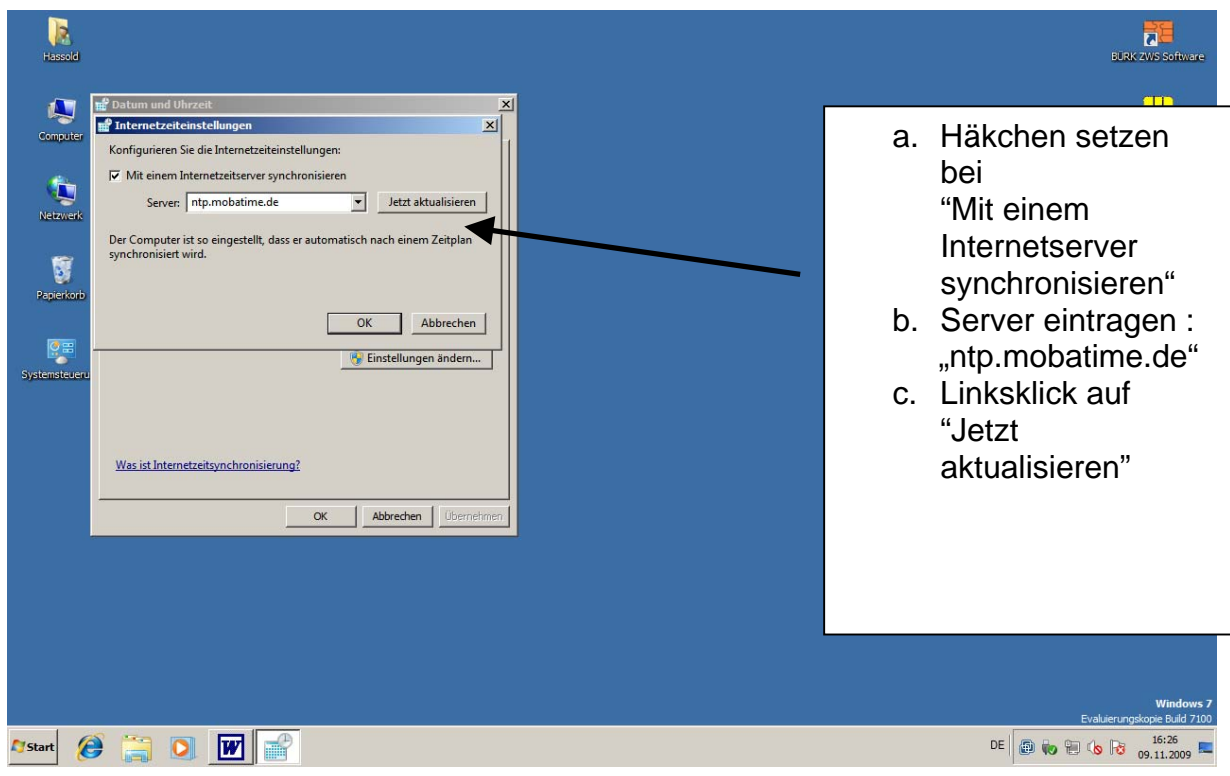 Hassold
BÜRK ZWS Software
Computer
Netzwerk
Papierkorb
Systemsteueru
Datum und Uhrzeit
Internetzeiteinstellungen
Konfigurieren Sie die Internetzeiteinstellungen:
Mit einem Internetzeitserver synchronisieren
Server:
ntp.mobatime.de
Jetzt aktualisieren
Der Computer ist so eingestellt, dass er automatisch nach einem Zeitplan
synchronisiert wird.
OK
Abbrechen
Einstellungen ändern...
Was ist Internetzeitsynchronisierung?
OK
Abbrechen
Übernehmen
a. Häkchen setzen
bei
“Mit einem
Internetserver
synchronisieren“
b. Server eintragen :
„ntp.mobatime.de“
c. Linksklick auf
“Jetzt
aktualisieren”
Windows 7
Evaluierungskopie Build 7100
Start
W
DE
16:26
09.11.2009